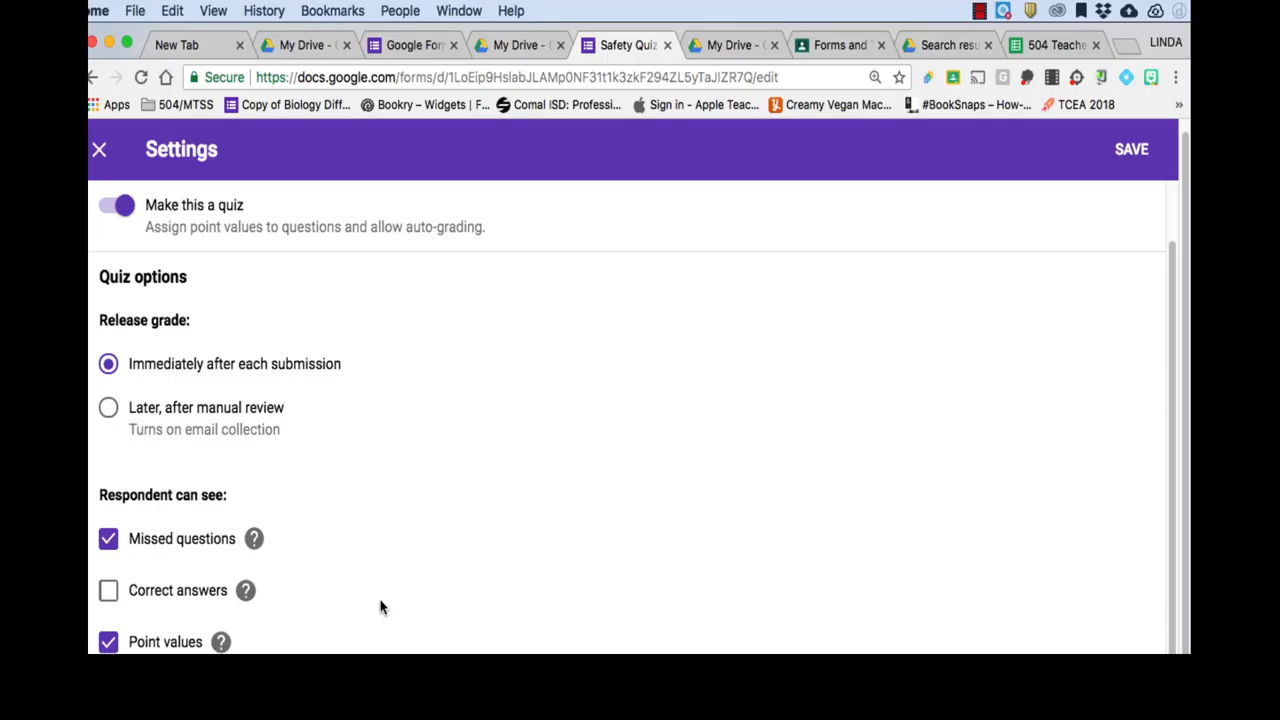 ome File Edit View History Bookmarks People Window Help
New Tab My Drive - Google For My Drive - Safety Quiz My Drive - Forms and Search res 504 Teache LINDA
Secure https://docs.google.com/forms/d/1LoEip9HslabJLAMp0NF31t1k3zkF294ZL5yTaJIZR7Q/edit
Apps 504/MTSS Copy of Biology Diff... Bookry – Widgets | F... Comal ISD: Professi... Sign in - Apple Teac... Creamy Vegan Mac... #BookSnaps – How-... TCEA 2018 »
Settings SAVE
Make this a quiz
Assign point values to questions and allow auto-grading.
Quiz options
Release grade:
Immediately after each submission
Later, after manual review
Turns on email collection
Respondent can see:
Missed questions ?
Correct answers ?
Point values ?